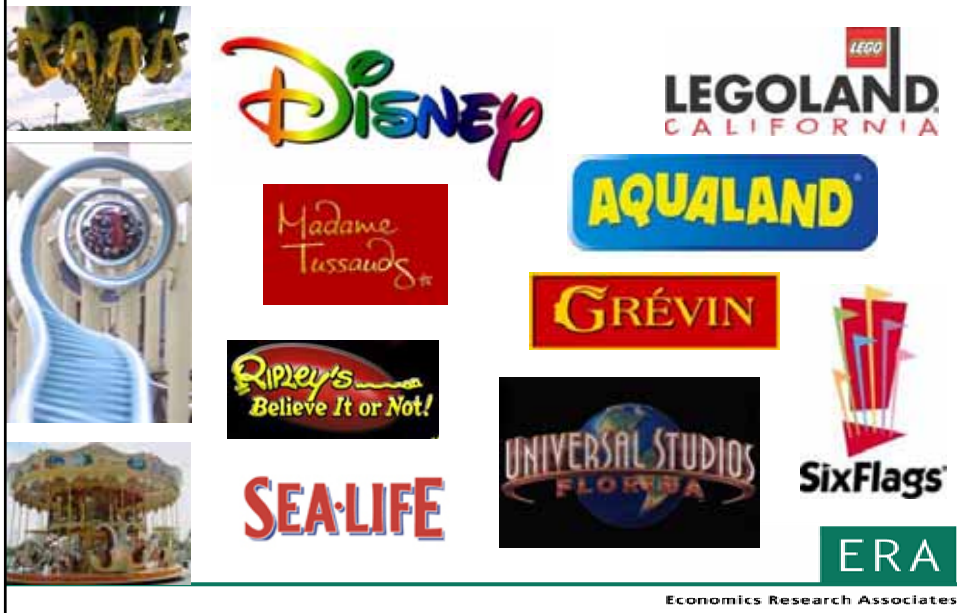 Disney
LEGO
LEGOLAND
CALIFORNIA
AQUALAND
Madame
Tussauds
GRÉVIN
Ripley's
Believe It or Not!
UNIVERSAL STUDIOS
FLORIDA
SixFlags
SEA·LIFE
ERA
Economics Research Associates